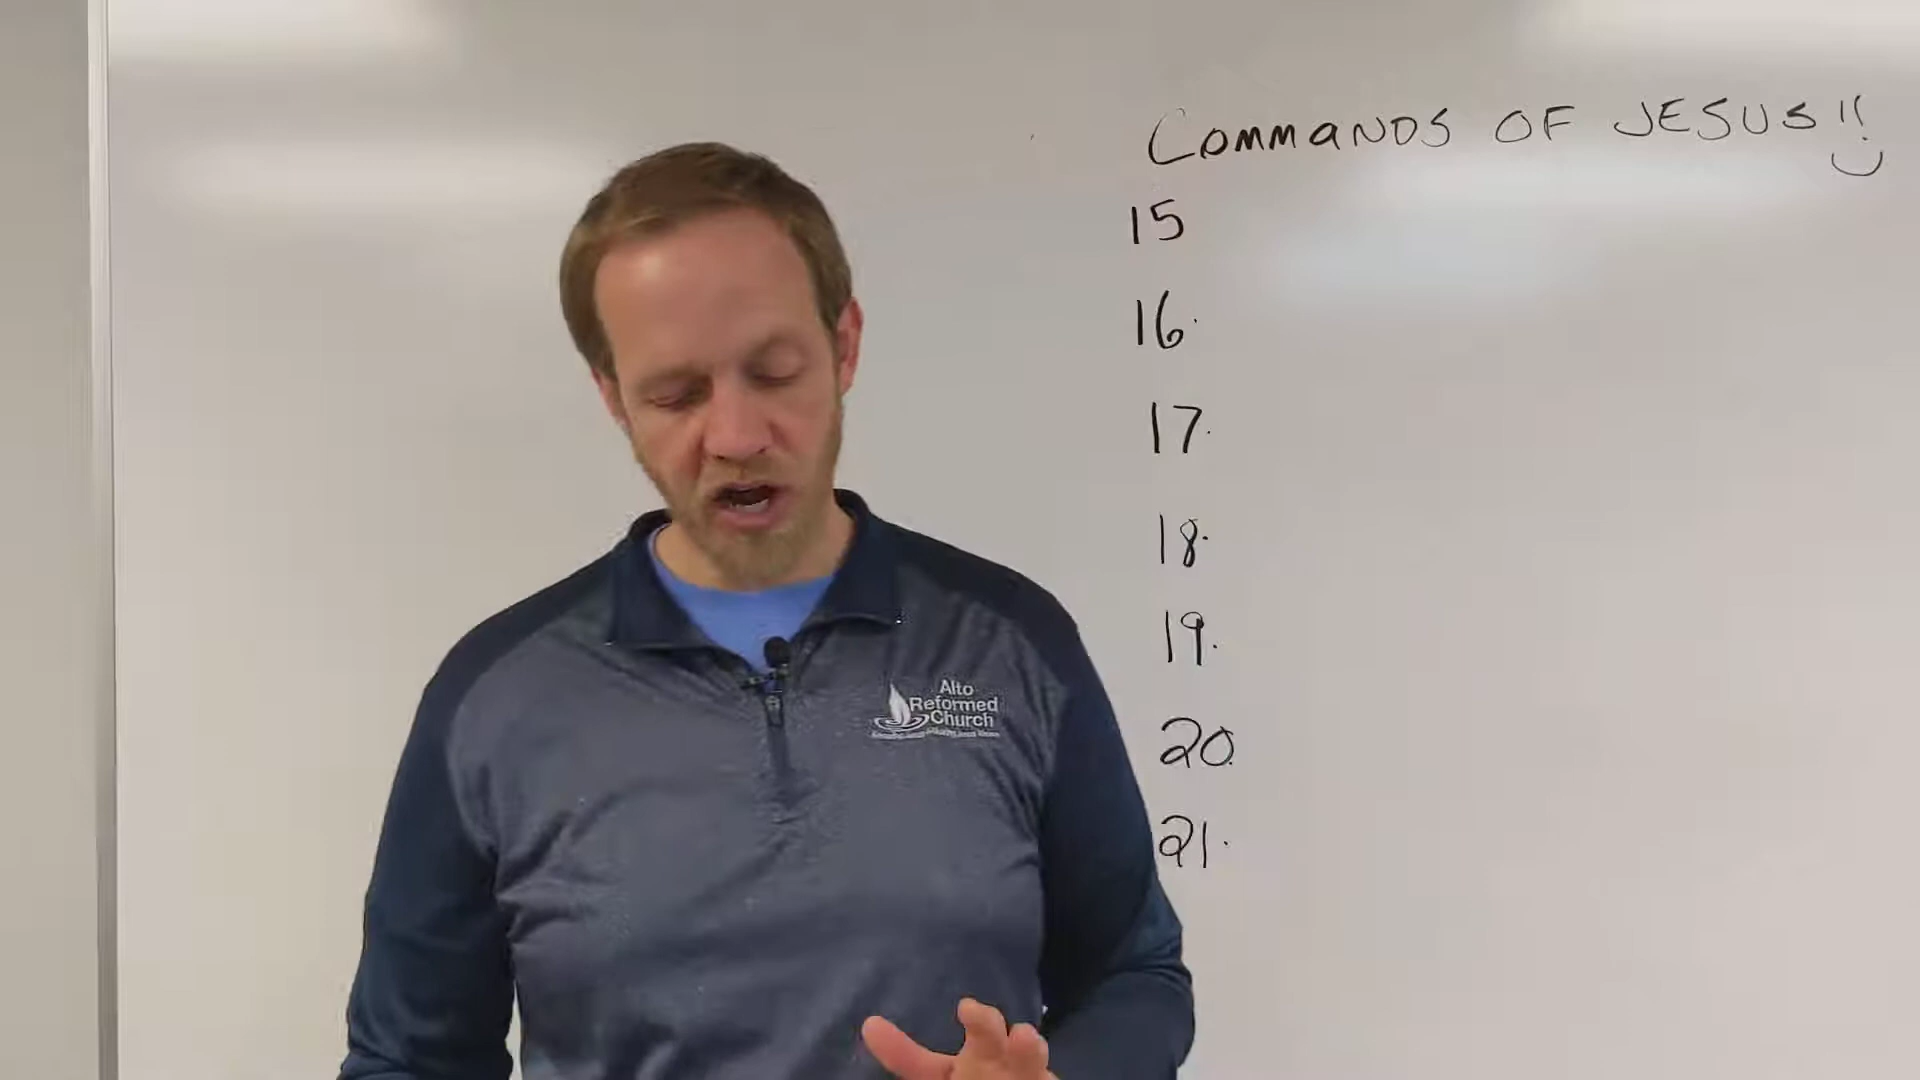 Commands OF JESUS!!
15
16.
17.
18.
19.
20.
21.
Alto
Reformed
Church